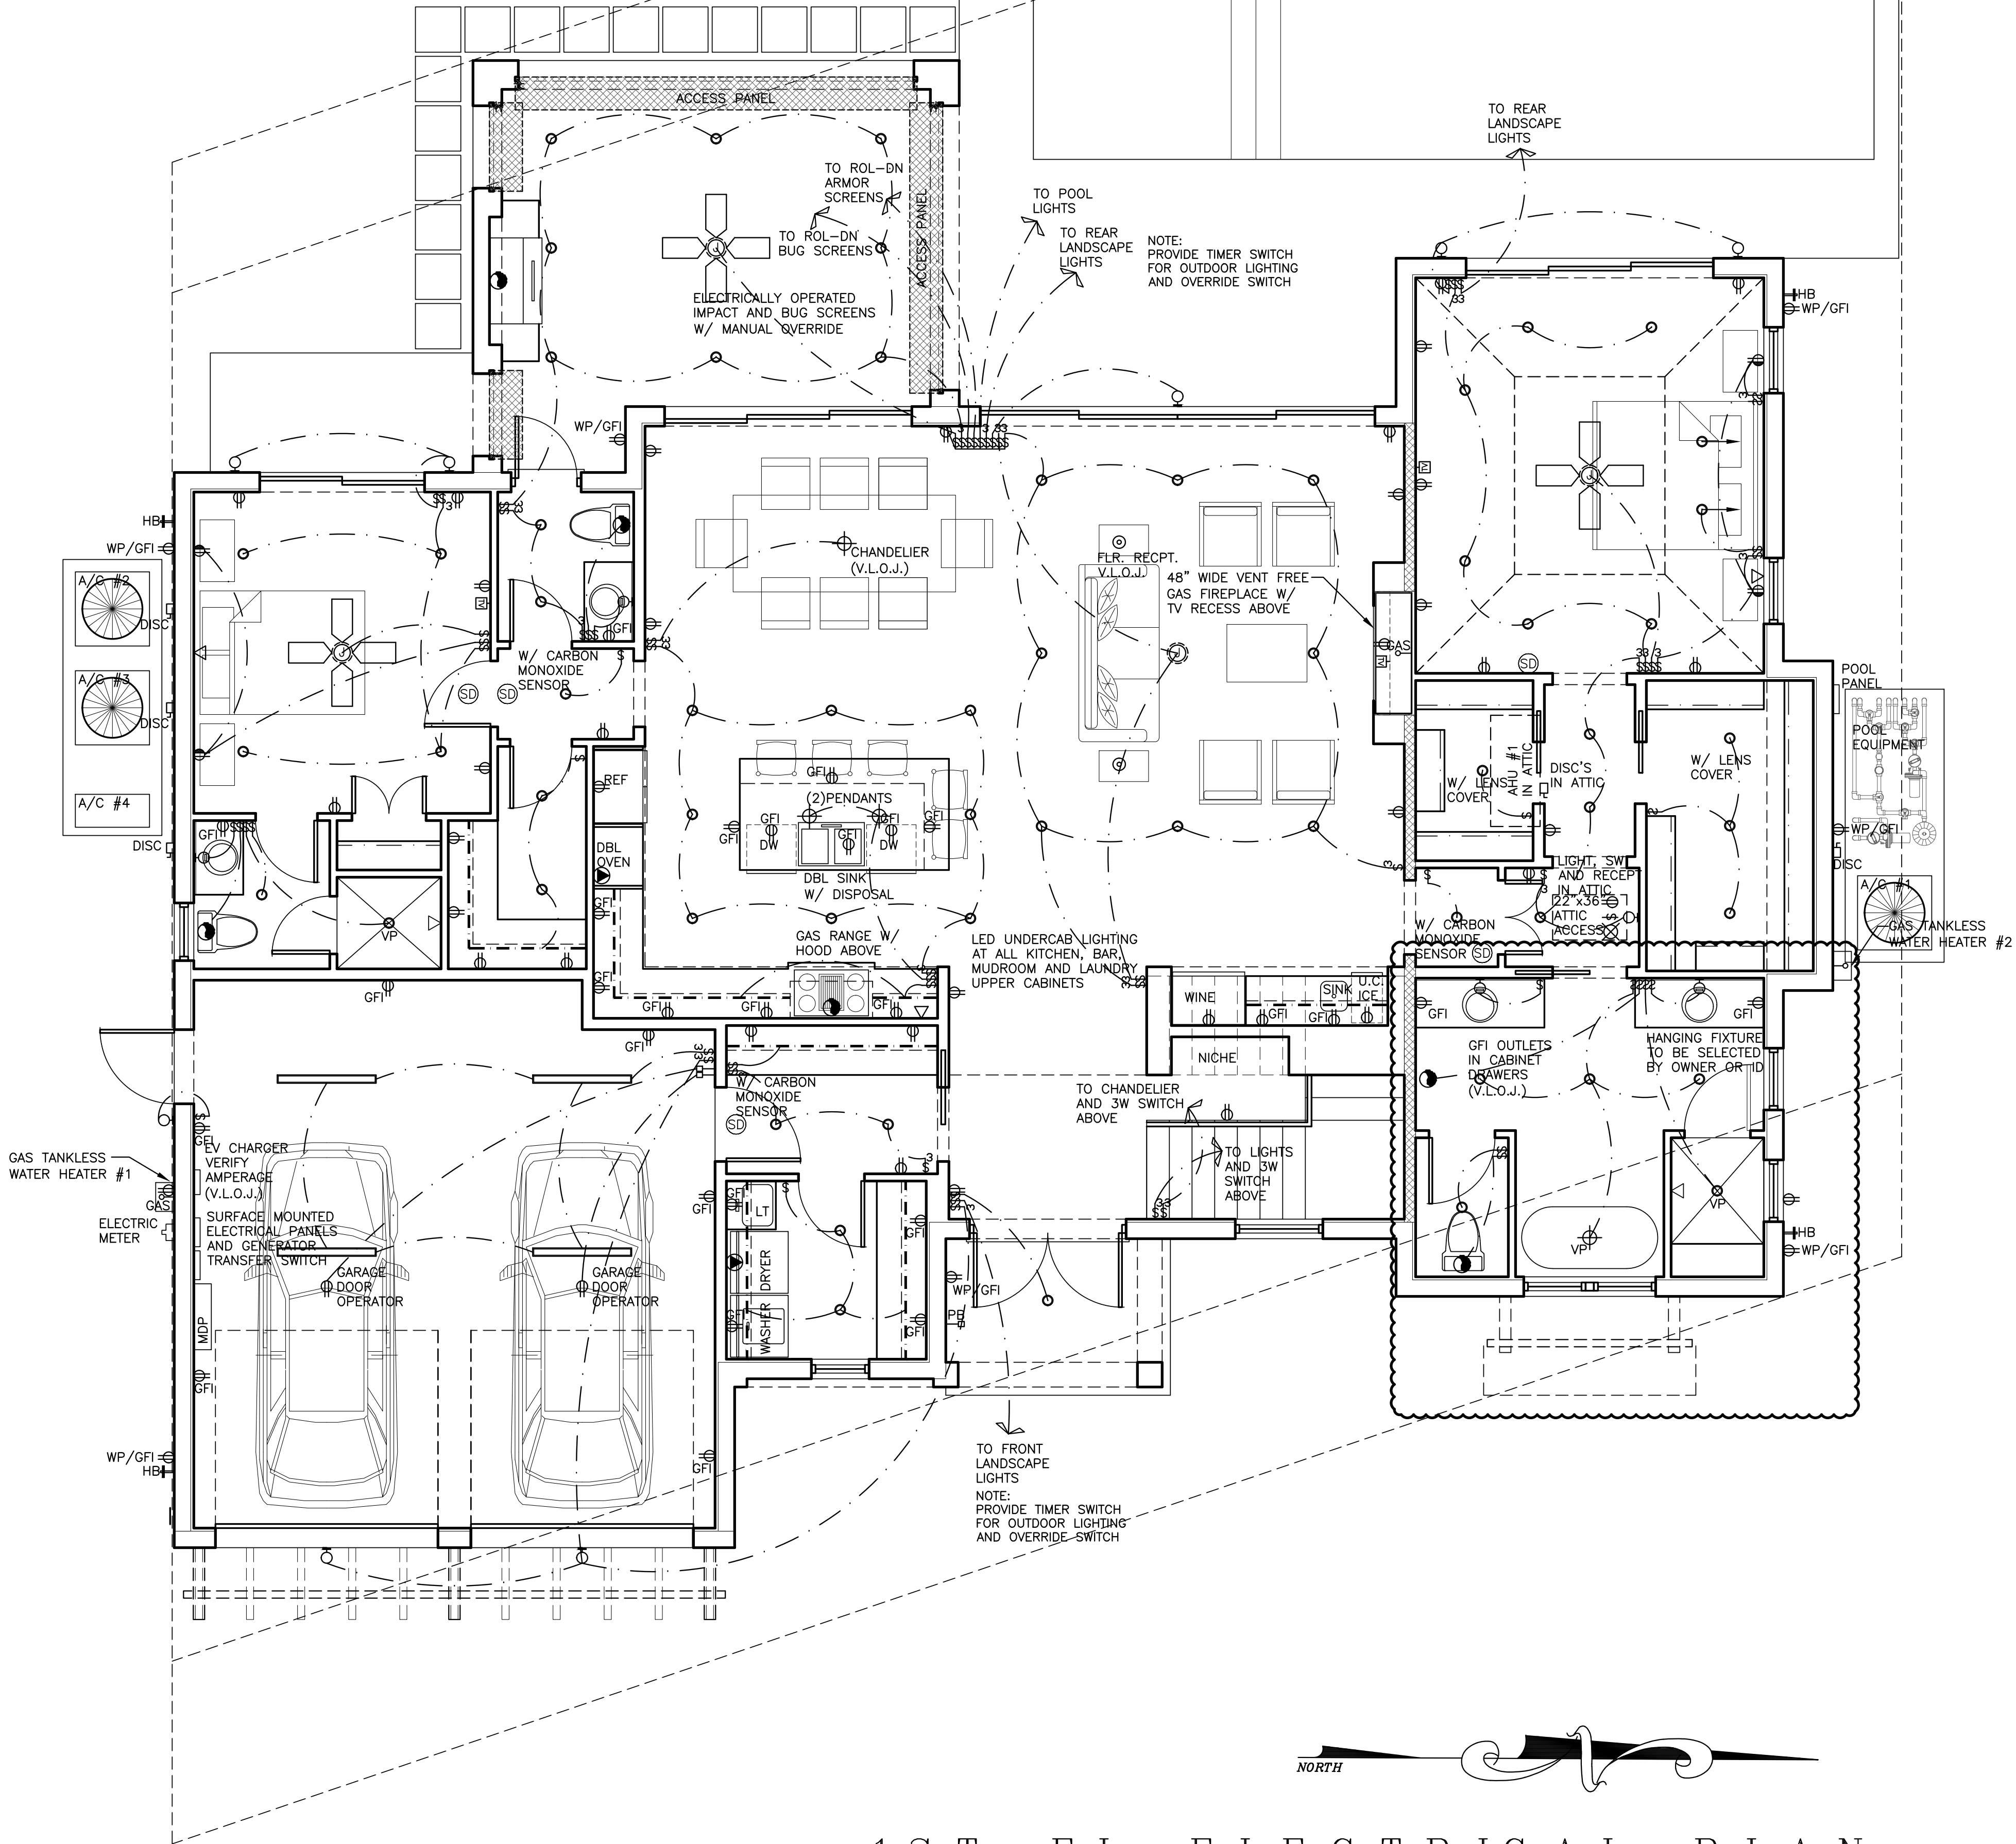 ACCESS PANEL
TO REAR
LANDSCAPE
LIGHTS
TO ROL-DN
ARMOR
SCREENS
ACCESS PANEL
TO POOL
LIGHTS
TO ROL-DN
BUG SCREENS
TO REAR
LANDSCAPE
LIGHTS
NOTE:
PROVIDE TIMER SWITCH
FOR OUTDOOR LIGHTING
AND OVERRIDE SWITCH
ELECTRICALLY OPERATED
IMPACT AND BUG SCREENS
W/ MANUAL OVERRIDE
HB
WP/GFI
WP/GFI
HB
WP/GFI
A/C #2
DISC
A/C #3
DISC
A/C #4
DISC
CHANDELIER
(V.L.O.J.)
FLR. RECPT.
V.L.O.J.
48" WIDE VENT FREE
GAS FIREPLACE W/
TV RECESS ABOVE
GAS
GFI
W/ CARBON
MONOXIDE
SENSOR
SD
SD
SD
POOL
PANEL
POOL
EQUIPMENT
W/ LENS
COVER
AHU #1
IN ATTIC
DISC'S
IN ATTIC
W/ LENS
COVER
REF
GFI
(2)PENDANTS
GFI
DW
GFI
GFI
GFI
DW
GFI
DBL
OVEN
DBL SINK
W/ DISPOSAL
GFI
WP/GFI
DISC
LIGHT, SW
AND RECEPT
IN ATTIC
22"x36"
ATTIC
ACCESS
A/C #1
GAS TANKLESS
WATER HEATER #2
VP
GFI
GAS RANGE W/
HOOD ABOVE
LED UNDERCAB LIGHTING
AT ALL KITCHEN, BAR,
MUDROOM AND LAUNDRY
UPPER CABINETS
W/ CARBON
MONOXIDE
SENSOR
SD
GFI
GFI
GFI
GFI
GFI
WINE
GFI
SINK
GFI
U.C.
ICE
GFI
GFI
NICHE
GFI
GFI OUTLETS
IN CABINET
DRAWERS
(V.L.O.J.)
HANGING FIXTURE
TO BE SELECTED
BY OWNER OR ID
W/ CARBON
MONOXIDE
SENSOR
SD
TO CHANDELIER
AND 3W SWITCH
ABOVE
TO LIGHTS
AND 3W
SWITCH
ABOVE
GFI
EV CHARGER
VERIFY
AMPERAGE
(V.L.O.J.)
GAS TANKLESS
WATER HEATER #1
GAS
ELECTRIC
METER
SURFACE MOUNTED
ELECTRICAL PANELS
AND GENERATOR
TRANSFER SWITCH
GARAGE
DOOR
OPERATOR
GARAGE
DOOR
OPERATOR
MDP
GFI
GFI
GFI
LT
DRYER
WASHER
GFI
GFI
GFI
WP/GFI
PB
VP
VP
HB
WP/GFI
WP/GFI
HB
GFI
TO FRONT
LANDSCAPE
LIGHTS
NOTE:
PROVIDE TIMER SWITCH
FOR OUTDOOR LIGHTING
AND OVERRIDE SWITCH
NORTH